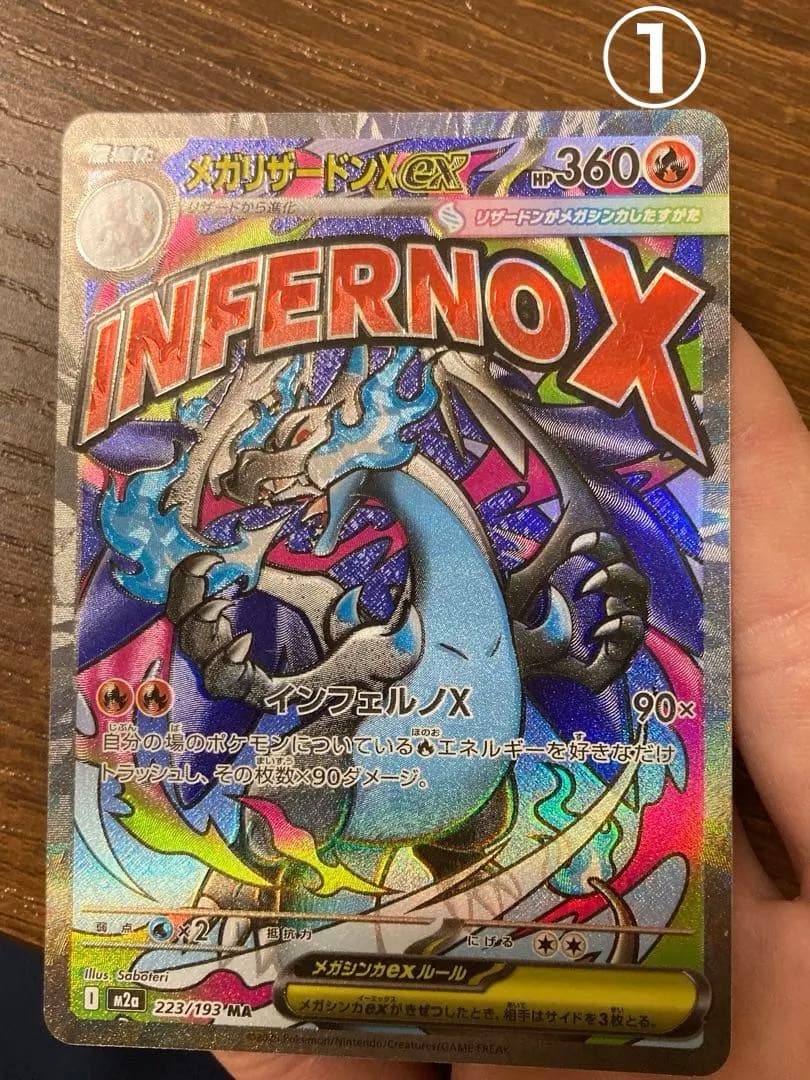 ①
2進化
メガリザードンXex
HP360
リザードから進化
リザードンがメガシンカしたすがた
INFERNO X
インフェルノX 90×
自分の場のポケモンについている エネルギーを好きなだけ
トラッシュし、その枚数×90ダメージ。
弱点 ×2 抵抗力 にげる
Illus. Saboteri
メガシンカexルール
I m2a 223/193 MA
メガシンカexがきぜつしたとき、相手はサイドを3枚とる。
Pokémon/Nintendo/Creatures/GAME FREAK